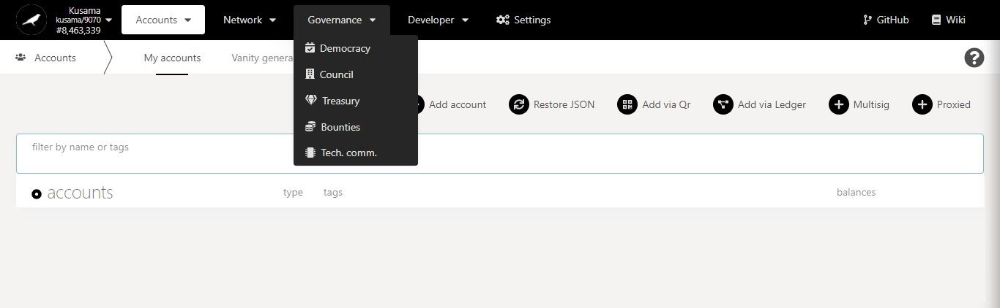 Kusama
kusama/9070
#8,463,339
Accounts
Network
Governance
Developer
Settings
GitHub
Wiki
Accounts
My accounts
Vanity genera
Democracy
Council
Treasury
Bounties
Tech. comm.
Add account
Restore JSON
Add via Qr
Add via Ledger
Multisig
Proxied
filter by name or tags
accounts
type
tags
balances